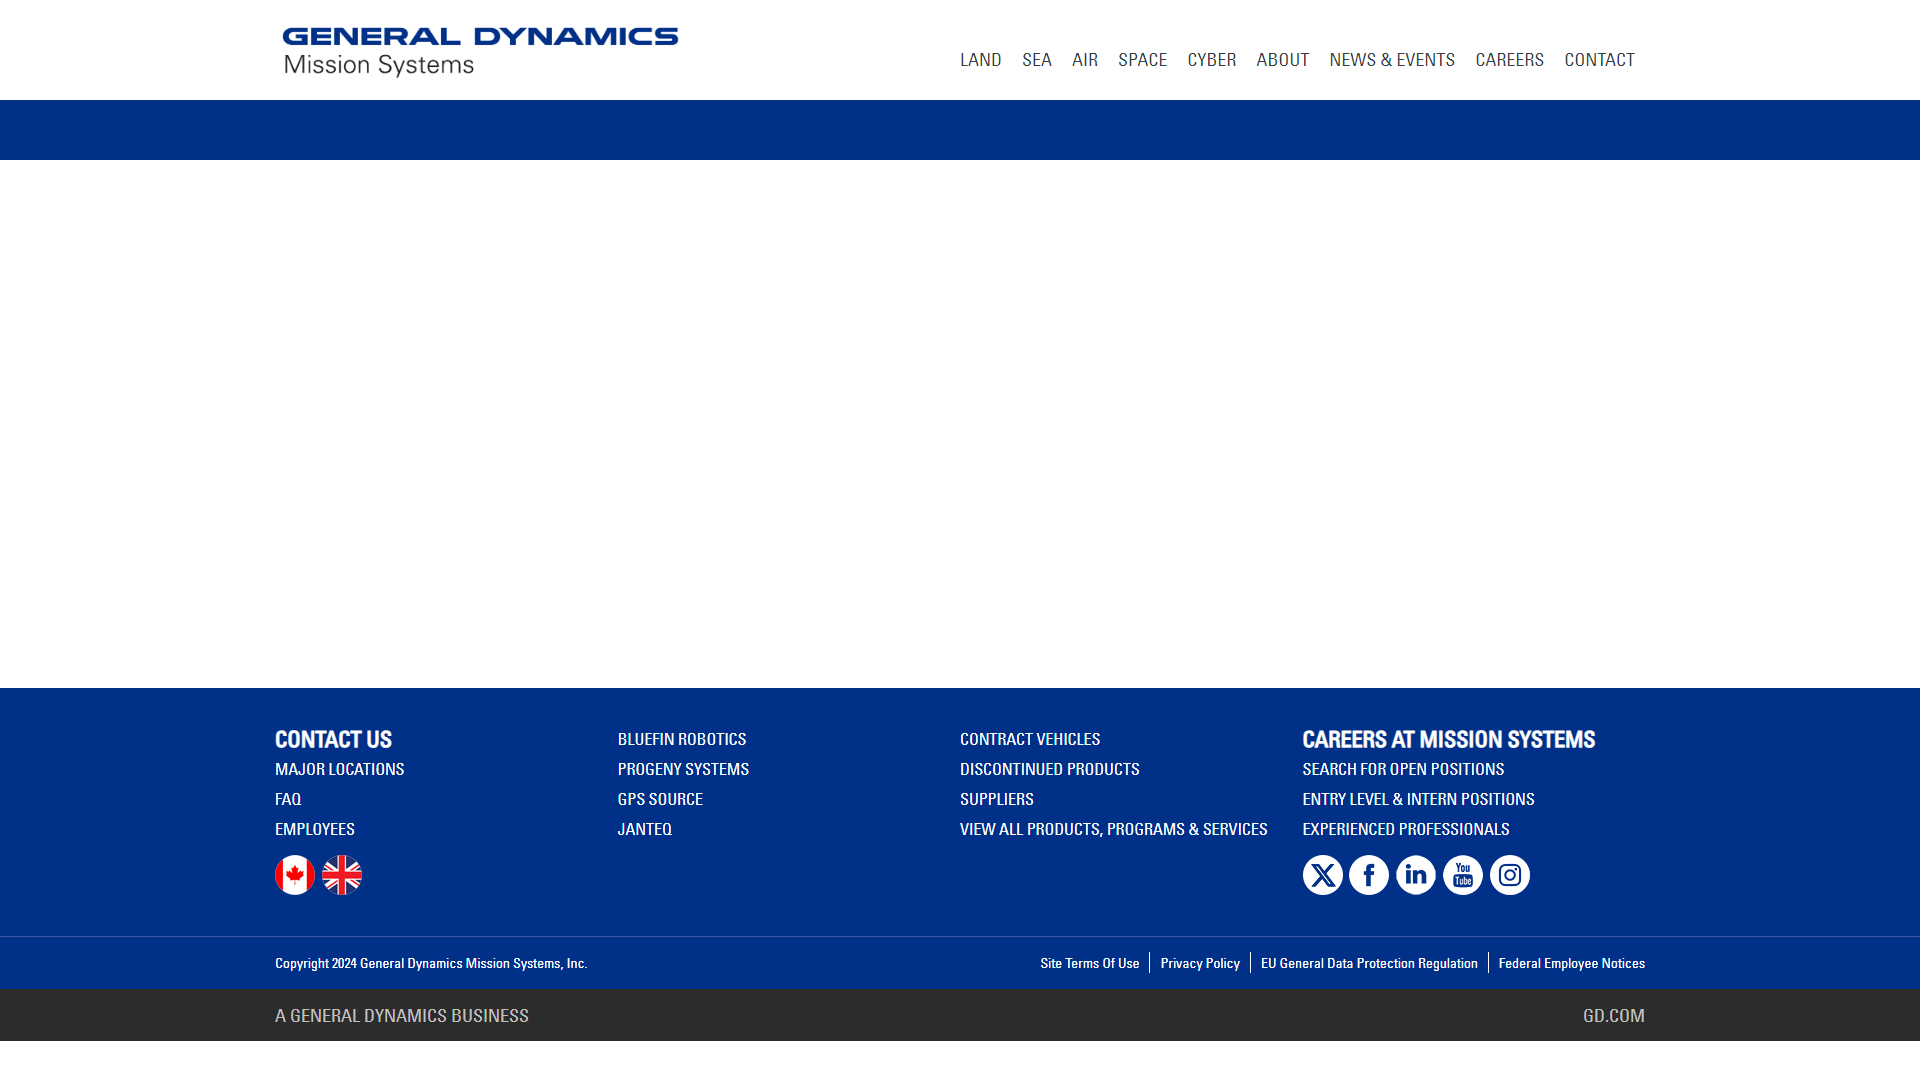 GENERAL DYNAMICS
Mission Systems
LAND SEA AIR SPACE CYBER ABOUT NEWS & EVENTS CAREERS CONTACT
CONTACT US
MAJOR LOCATIONS
FAQ
EMPLOYEES
BLUEFIN ROBOTICS
PROGENY SYSTEMS
GPS SOURCE
JANTEQ
CONTRACT VEHICLES
DISCONTINUED PRODUCTS
SUPPLIERS
VIEW ALL PRODUCTS, PROGRAMS & SERVICES
CAREERS AT MISSION SYSTEMS
SEARCH FOR OPEN POSITIONS
ENTRY LEVEL & INTERN POSITIONS
EXPERIENCED PROFESSIONALS
X f in You Tube
Copyright 2024 General Dynamics Mission Systems, Inc.
Site Terms Of Use Privacy Policy EU General Data Protection Regulation Federal Employee Notices
A GENERAL DYNAMICS BUSINESS
GD.COM